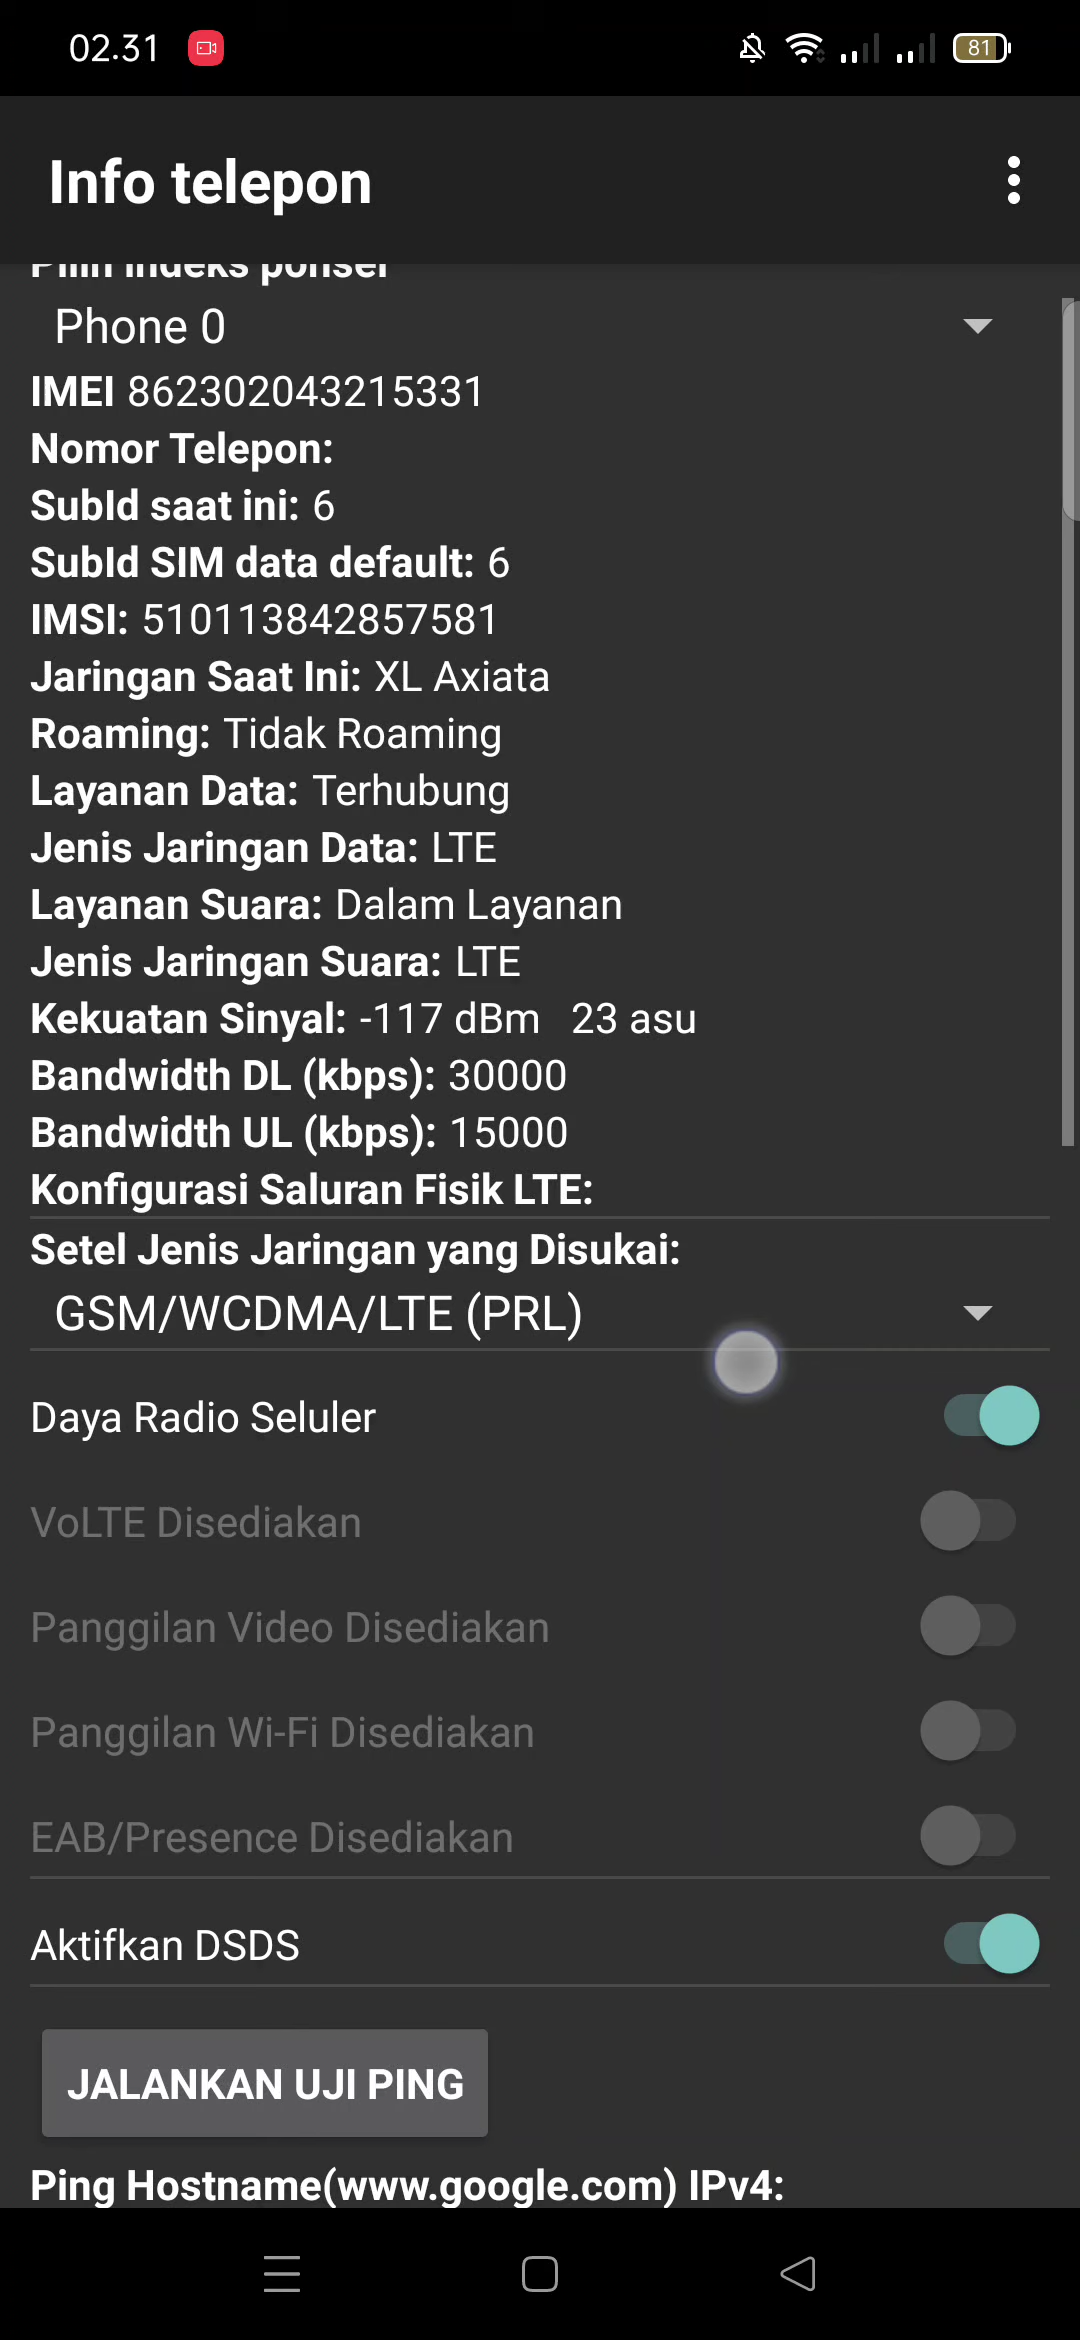 02.31
81
Info telepon
Pilih indeks ponsel
Phone 0
IMEI 862302043215331
Nomor Telepon:
SubId saat ini: 6
SubId SIM data default: 6
IMSI: 510113842857581
Jaringan Saat Ini: XL Axiata
Roaming: Tidak Roaming
Layanan Data: Terhubung
Jenis Jaringan Data: LTE
Layanan Suara: Dalam Layanan
Jenis Jaringan Suara: LTE
Kekuatan Sinyal: -117 dBm 23 asu
Bandwidth DL (kbps): 30000
Bandwidth UL (kbps): 15000
Konfigurasi Saluran Fisik LTE:
Setel Jenis Jaringan yang Disukai:
GSM/WCDMA/LTE (PRL)
Daya Radio Seluler
VoLTE Disediakan
Panggilan Video Disediakan
Panggilan Wi-Fi Disediakan
EAB/Presence Disediakan
Aktifkan DSDS
JALANKAN UJI PING
Ping Hostname(www.google.com) IPv4: